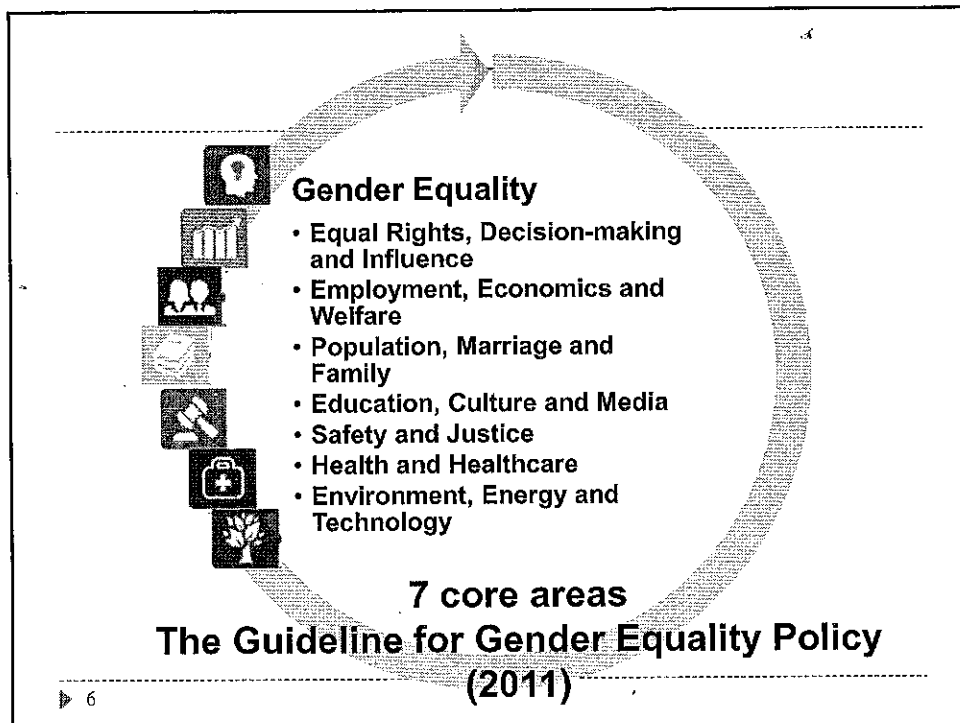 Gender Equality
• Equal Rights, Decision-making
and Influence
• Employment, Economics and
Welfare
• Population, Marriage and
Family
• Education, Culture and Media
• Safety and Justice
• Health and Healthcare
• Environment, Energy and
Technology
7 core areas
The Guideline for Gender Equality Policy
(2011)
6